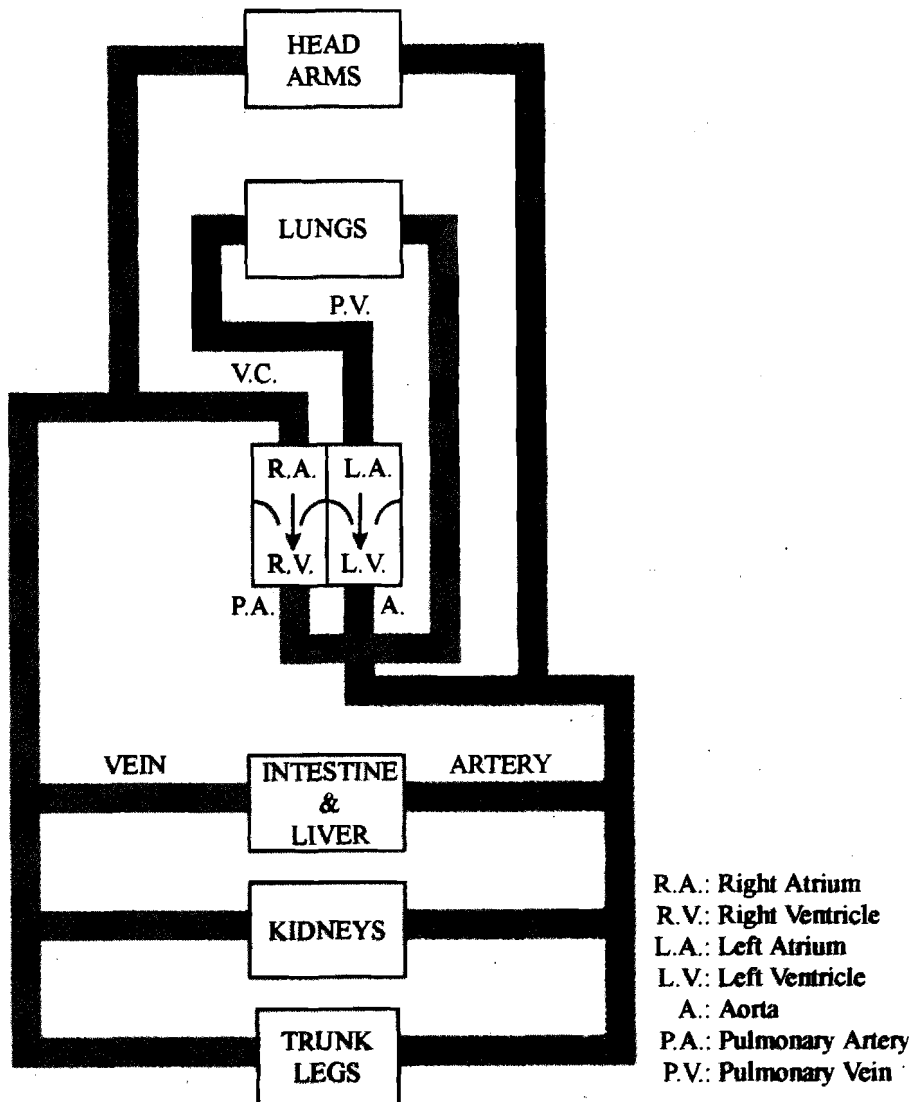 HEAD
ARMS
LUNGS
P.V.
V.C.
R.A. L.A.
R.V. L.V.
P.A. A.
VEIN INTESTINE ARTERY
&
LIVER
KIDNEYS
TRUNK
LEGS
R.A.: Right Atrium
R.V.: Right Ventricle
L.A.: Left Atrium
L.V.: Left Ventricle
A.: Aorta
P.A.: Pulmonary Artery
P.V.: Pulmonary Vein